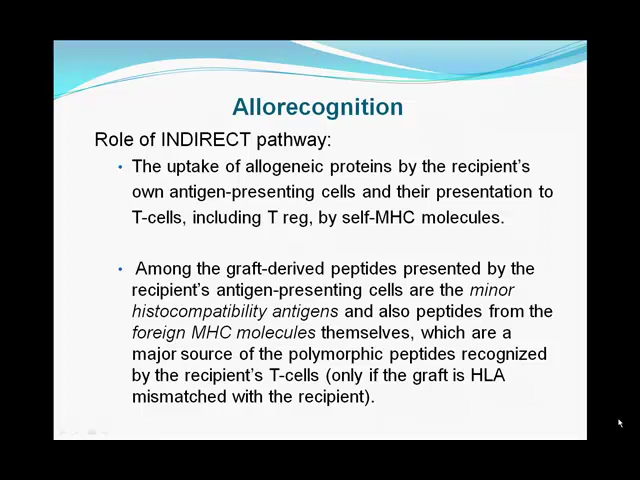 Allorecognition
Role of INDIRECT pathway:
• The uptake of allogeneic proteins by the recipient's
own antigen-presenting cells and their presentation to
T-cells, including T reg, by self-MHC molecules.
• Among the graft-derived peptides presented by the
recipient's antigen-presenting cells are the minor
histocompatibility antigens and also peptides from the
foreign MHC molecules themselves, which are a
major source of the polymorphic peptides recognized
by the recipient's T-cells (only if the graft is HLA
mismatched with the recipient).